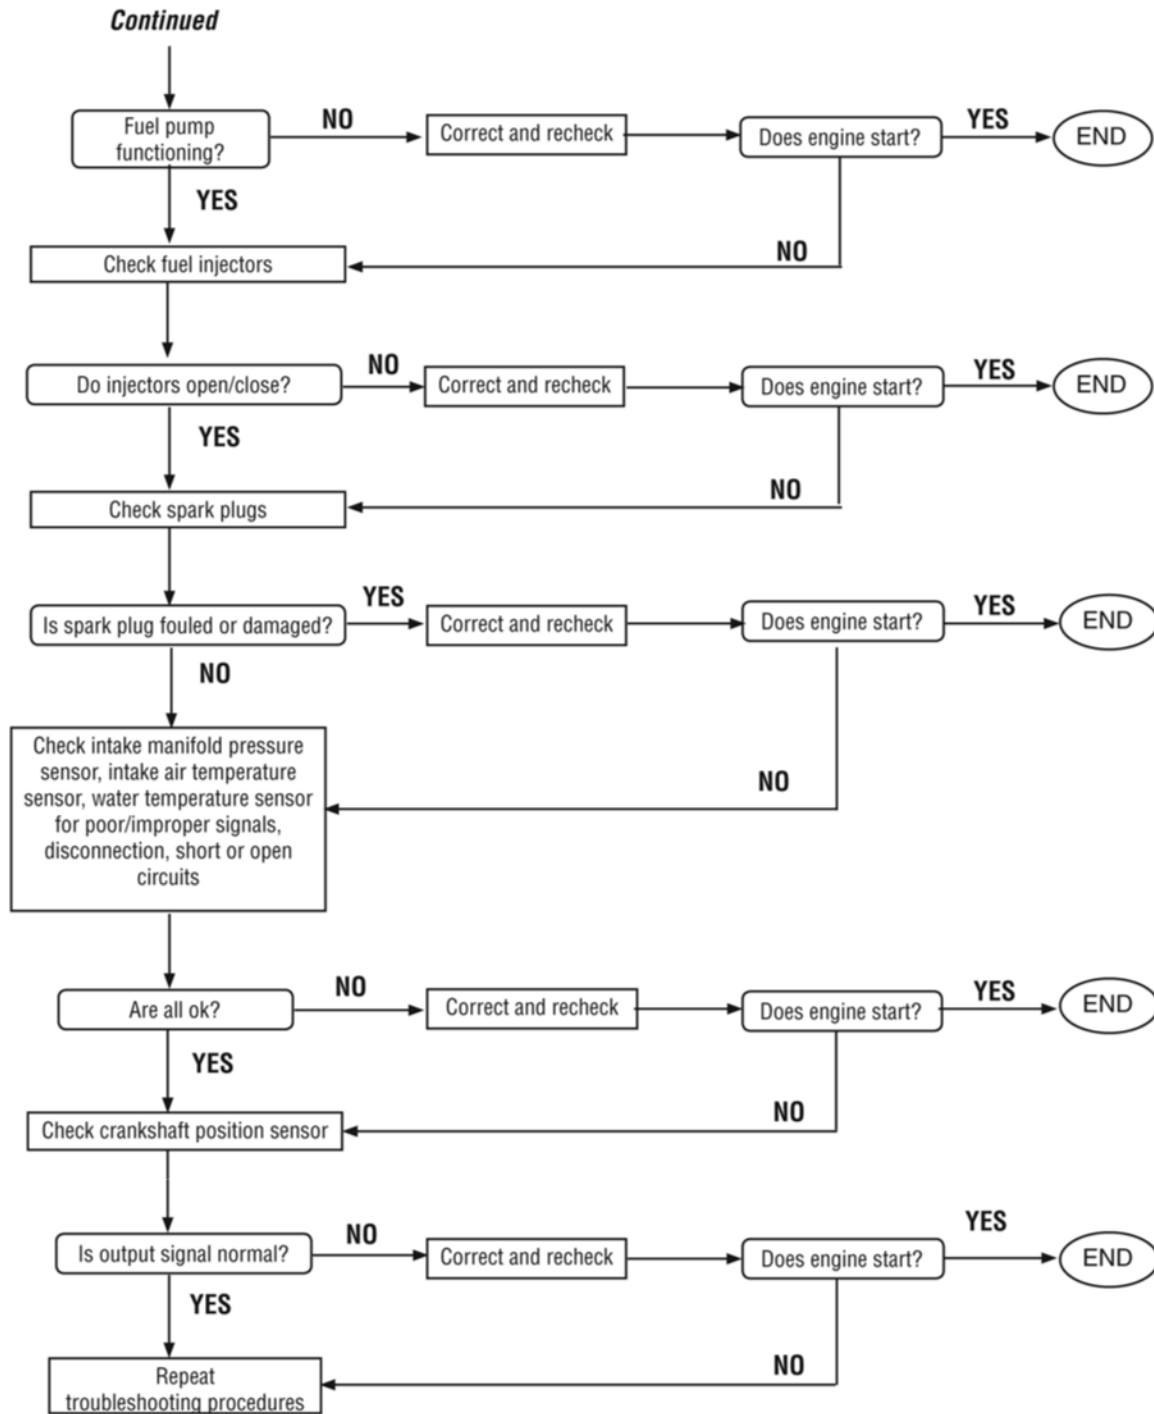 Continued
Fuel pump
functioning?
NO
Correct and recheck
Does engine start?
YES
END
YES
NO
Check fuel injectors
Do injectors open/close?
NO
Correct and recheck
Does engine start?
YES
END
YES
NO
Check spark plugs
Is spark plug fouled or damaged?
YES
Correct and recheck
Does engine start?
YES
END
NO
Check intake manifold pressure
sensor, intake air temperature
sensor, water temperature sensor
for poor/improper signals,
disconnection, short or open
circuits
NO
Are all ok?
NO
Correct and recheck
Does engine start?
YES
END
YES
NO
Check crankshaft position sensor
Is output signal normal?
NO
Correct and recheck
Does engine start?
YES
END
YES
NO
Repeat
troubleshooting procedures